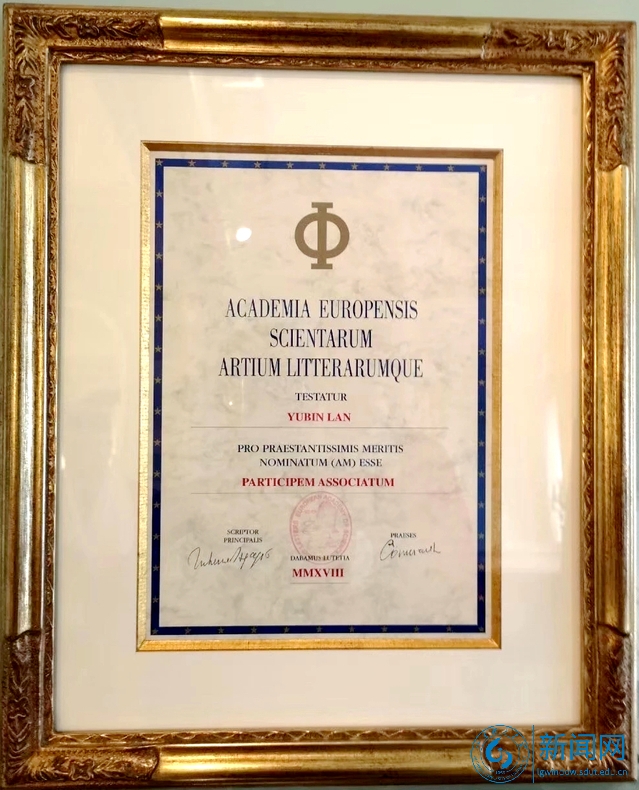 Φ
ACADEMIA EUROPENSIS
SCIENTARUM
ARTIUM LITTERARUMQUE
TESTATUR
YUBIN LAN
PRO PRAESTANTISSIMIS MERITIS
NOMINATUM (AM) ESSE
PARTICIPEM ASSOCIATUM
SCRIPTOR
PRINCIPALIS
PRAESES
DABAMUS LUTETIA
MMXVIII
新闻网